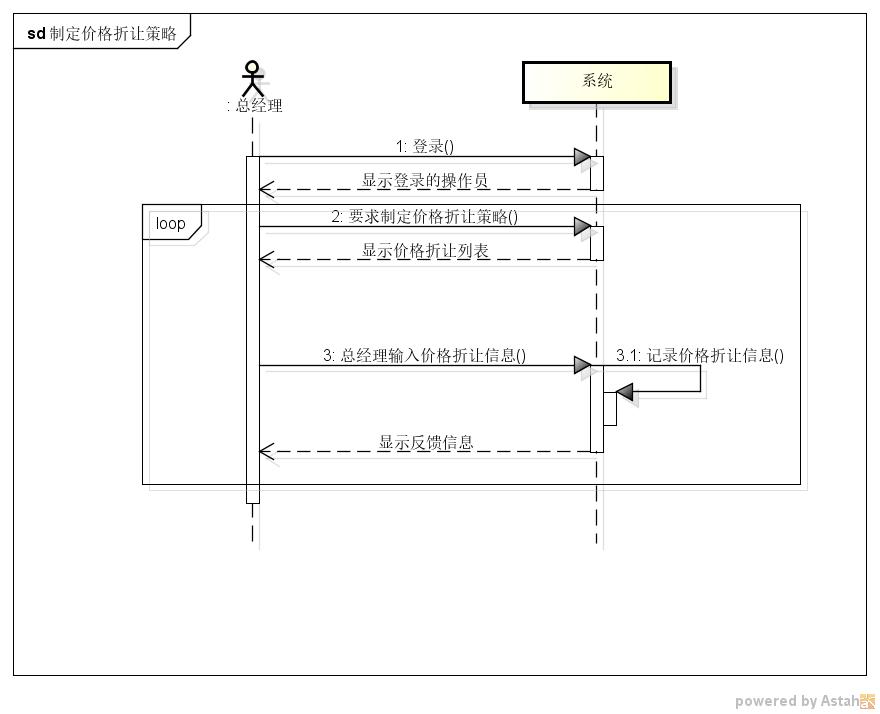 sd 制定价格折让策略
: 总经理
系统
1: 登录()
显示登录的操作员
loop
2: 要求制定价格折让策略()
显示价格折让列表
3: 总经理输入价格折让信息()
3.1: 记录价格折让信息()
显示反馈信息
powered by Astah